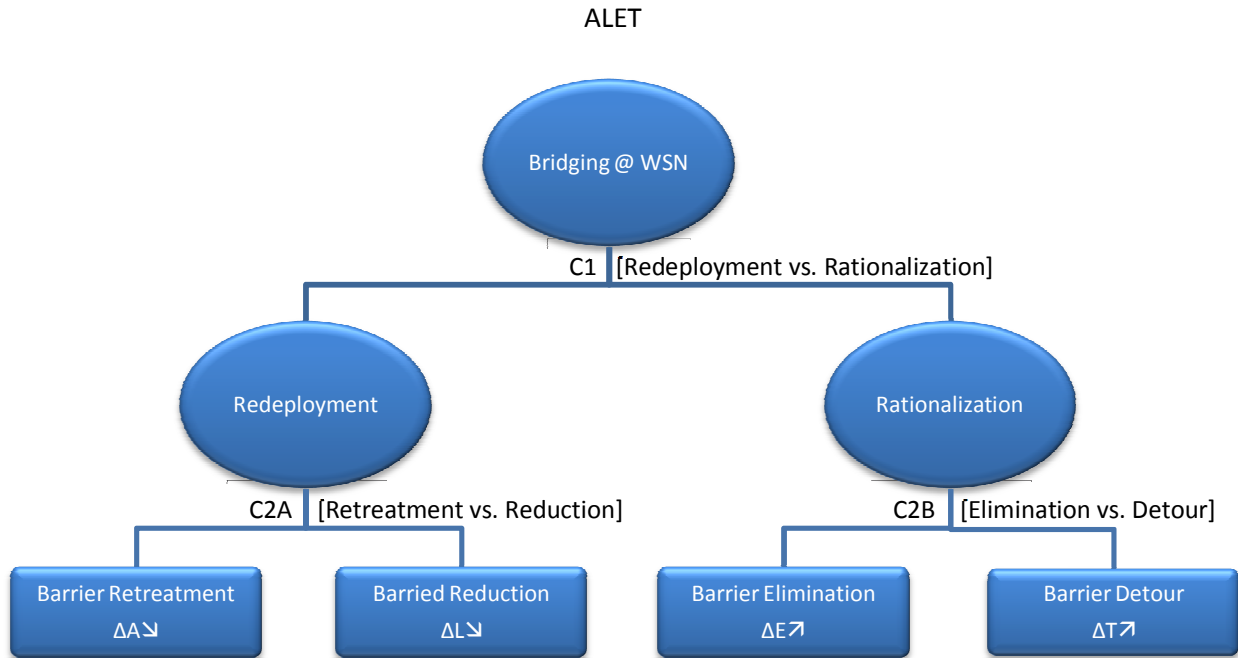 ALET
Bridging @ WSN
C1 [Redeployment vs. Rationalization]
Redeployment
Rationalization
C2A [Retreatment vs. Reduction]
C2B [Elimination vs. Detour]
Barrier Retreatment
ΔA↘
Barried Reduction
ΔL↘
Barrier Elimination
ΔE↗
Barrier Detour
ΔT↗